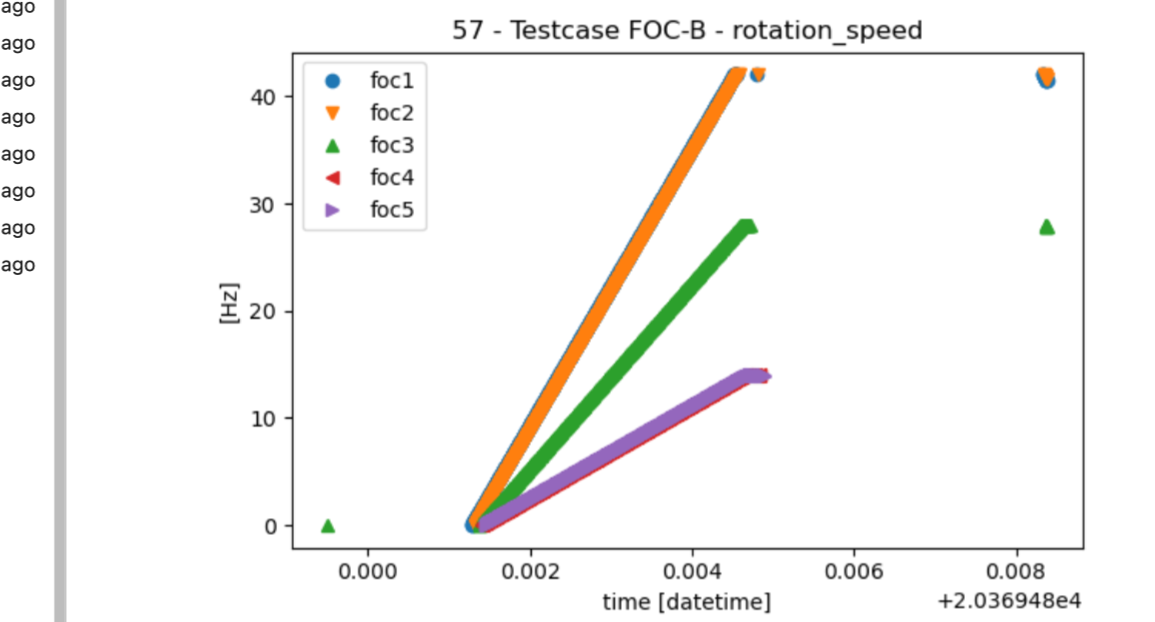 ago
ago
ago
ago
ago
ago
ago
ago
57 - Testcase FOC-B - rotation_speed
foc1
foc2
foc3
foc4
foc5
[Hz]
40
30
20
10
0
0.000 0.002 0.004 0.006 0.008
time [datetime]
+2.036948e4